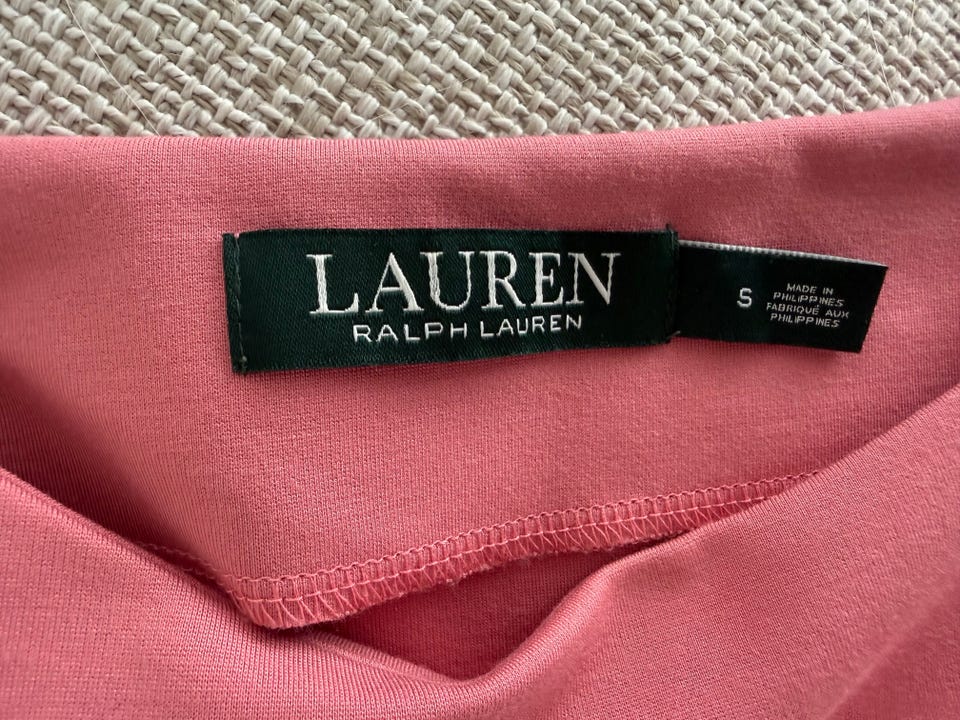 LAUREN
RALPH LAUREN
S
MADE IN
PHILIPPINES
FABRIQUÉ AUX
PHILIPPINES